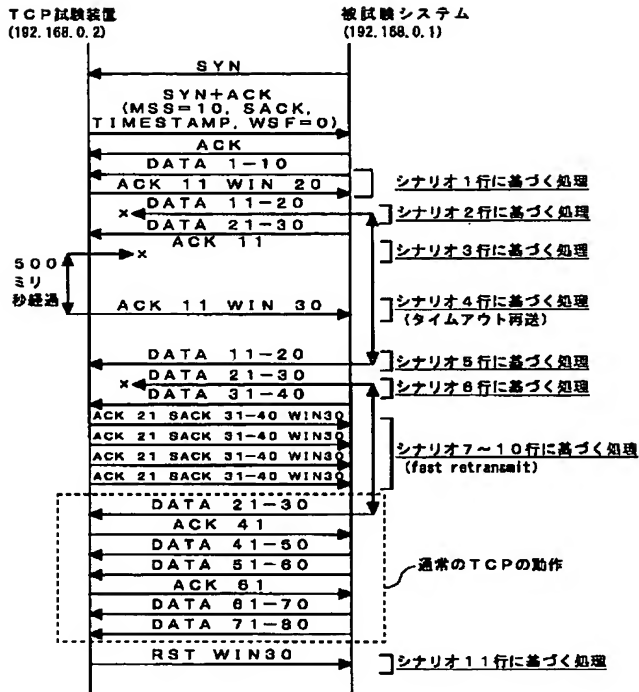 TCP試験装置
(192.168.0.2)
被試験システム
(192.168.0.1)
SYN
SYN+ACK
(MSS=10, SACK,
TIMESTAMP, WSF=0)
ACK
DATA 1-10
ACK 11 WIN 20
シナリオ1行に基づく処理
DATA 11-20
×
シナリオ2行に基づく処理
DATA 21-30
ACK 11
×
シナリオ3行に基づく処理
500
ミリ
秒経過
ACK 11 WIN 30
シナリオ4行に基づく処理
(タイムアウト再送)
DATA 11-20
シナリオ5行に基づく処理
DATA 21-30
×
シナリオ6行に基づく処理
DATA 31-40
ACK 21 SACK 31-40 WIN30
ACK 21 SACK 31-40 WIN30
ACK 21 SACK 31-40 WIN30
ACK 21 SACK 31-40 WIN30
シナリオ7~10行に基づく処理
(fast retransmit)
DATA 21-30
ACK 41
DATA 41-50
DATA 51-60
通常のTCPの動作
ACK 61
DATA 61-70
DATA 71-80
RST WIN30
シナリオ11行に基づく処理